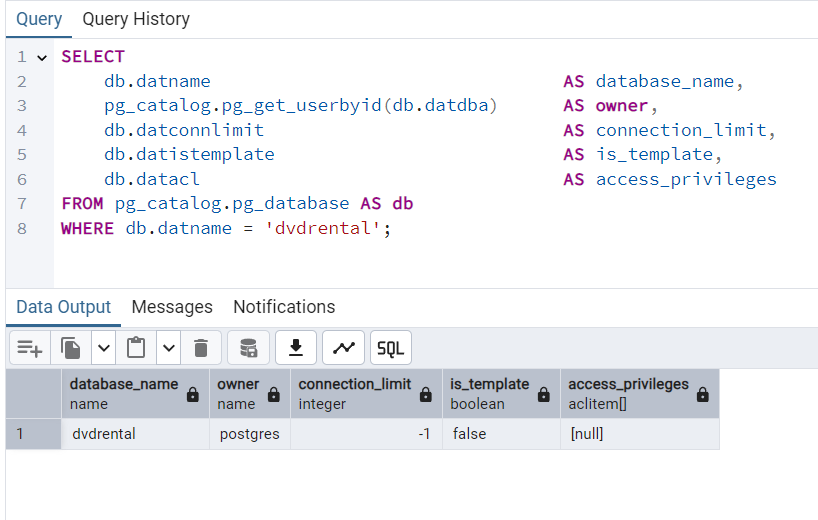 Query Query History
1 SELECT
2 db.datname AS database_name,
3 pg_catalog.pg_get_userbyid(db.datdba) AS owner,
4 db.datconnlimit AS connection_limit,
5 db.datistemplate AS is_template,
6 db.datacl AS access_privileges
7 FROM pg_catalog.pg_database AS db
8 WHERE db.datname = 'dvdrental';
Data Output Messages Notifications
SQL
database_name owner connection_limit is_template access_privileges
name name integer boolean aclitem[]
1 dvdrental postgres -1 false [null]